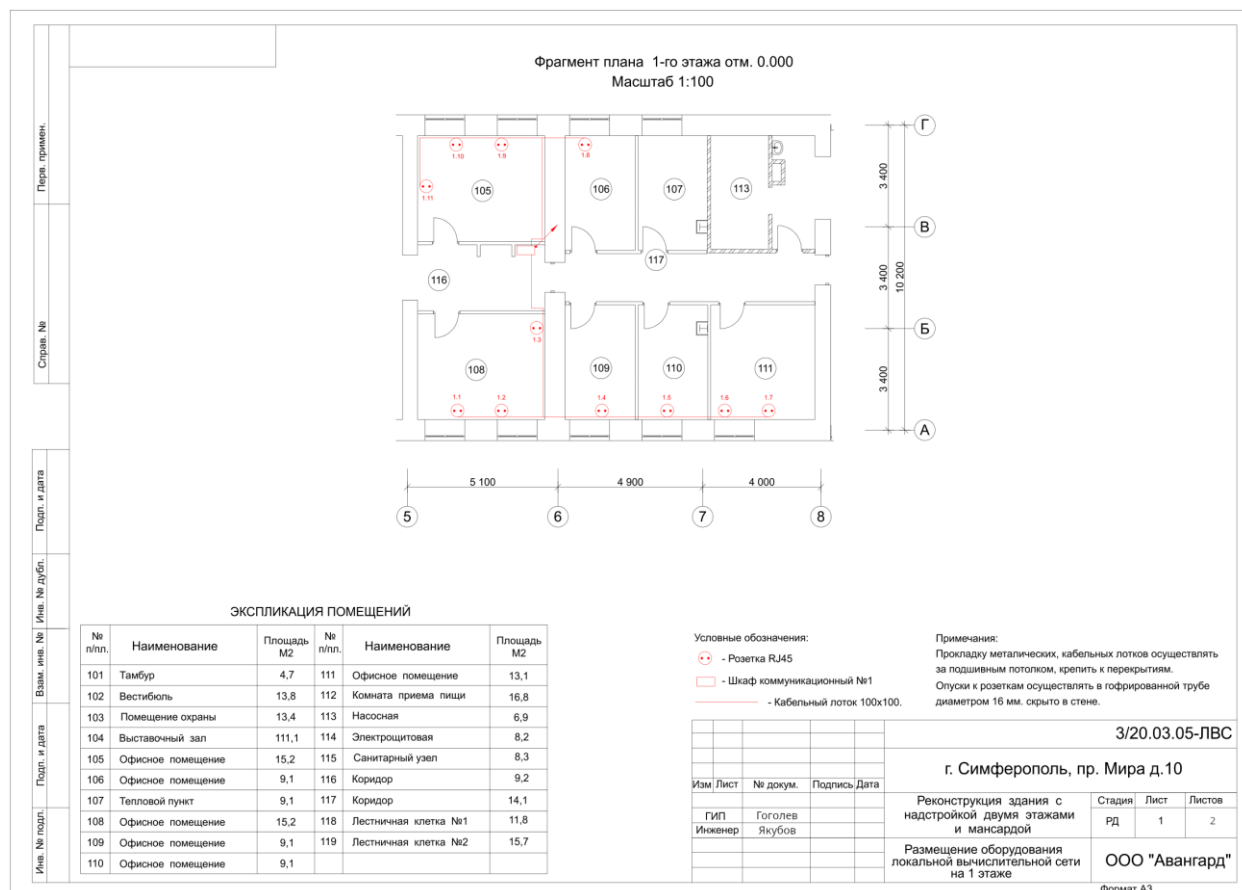 Фрагмент плана 1-го этажа отм. 0.000
Масштаб 1:100
Перв. примен.
Справ. №
Подп. и дата
Инв. № дубл.
Взам. инв. №
Подп. и дата
Инв. № подл.
1.10
1.9
1.8
1.11
105
106
107
113
116
117
1.3
108
109
110
111
1.1
1.2
1.4
1.5
1.6
1.7
Г
В
Б
А
3 400
3 400
3 400
10 200
5 100
4 900
4 000
5
6
7
8
ЭКСПЛИКАЦИЯ ПОМЕЩЕНИЙ
№ п/пл. Наименование Площадь М2 № п/пл. Наименование Площадь М2
101 Тамбур 4,7 111 Офисное помещение 13,1
102 Вестибюль 13,8 112 Комната приема пищи 16,8
103 Помещение охраны 13,4 113 Насосная 6,9
104 Выставочный зал 111,1 114 Электрощитовая 8,2
105 Офисное помещение 15,2 115 Санитарный узел 8,3
106 Офисное помещение 9,1 116 Коридор 9,2
107 Тепловой пункт 9,1 117 Коридор 14,1
108 Офисное помещение 15,2 118 Лестничная клетка №1 11,8
109 Офисное помещение 9,1 119 Лестничная клетка №2 15,7
110 Офисное помещение 9,1
Условные обозначения:
- Розетка RJ45
- Шкаф коммуникационный №1
- Кабельный лоток 100х100.
Примечания:
Прокладку металических, кабельных лотков осуществлять
за подшивным потолком, крепить к перекрытиям.
Опуски к розеткам осуществлять в гофрированной трубе
диаметром 16 мм. скрыто в стене.
3/20.03.05-ЛВС
г. Симферополь, пр. Мира д.10
Изм Лист № докум. Подпись Дата
ГИП Гоголев
Инженер Якубов
Реконструкция здания с
надстройкой двумя этажами
и мансардой
Стадия Лист Листов
РД 1 2
Размещение оборудования
локальной вычислительной сети
на 1 этаже
ООО "Авангард"
Формат А3